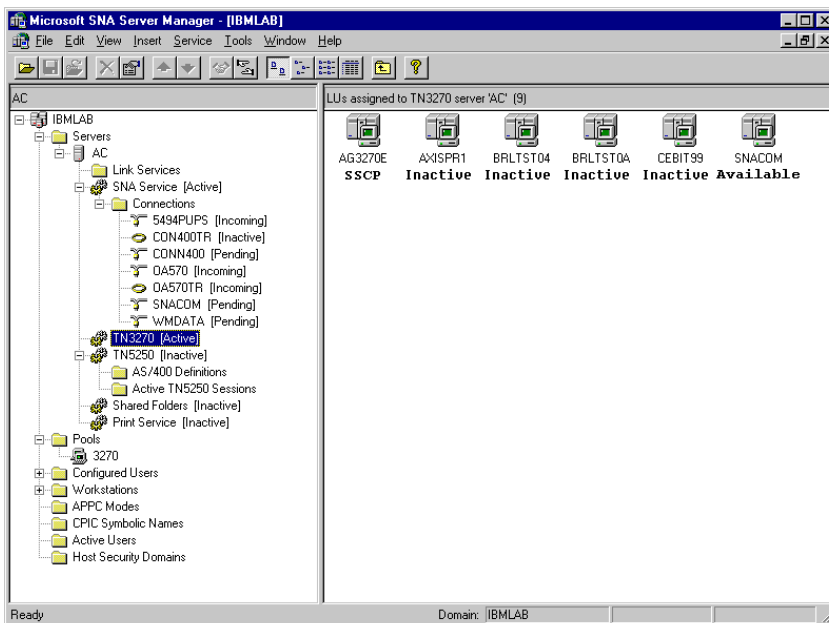 Microsoft SNA Server Manager - [IBMLAB]
File Edit View Insert Service Tools Window Help
AC
LUs assigned to TN3270 server 'AC' (9)
IBMLAB
Servers
AC
Link Services
SNA Service [Active]
Connections
5494PUPS [Incoming]
CON400TR [Inactive]
CONN400 [Pending]
OA570 [Incoming]
OA570TR [Incoming]
SNACOM [Pending]
WMDATA [Pending]
TN3270 [Active]
TN5250 [Inactive]
AS/400 Definitions
Active TN5250 Sessions
Shared Folders [Inactive]
Print Service [Inactive]
Pools
3270
Configured Users
Workstations
APPC Modes
CPIC Symbolic Names
Active Users
Host Security Domains
AG3270E AXISPR1 BRLTST04 BRLTST0A CEBIT99 SNACOM
SSCP Inactive Inactive Inactive Inactive Available
Ready Domain: IBMLAB